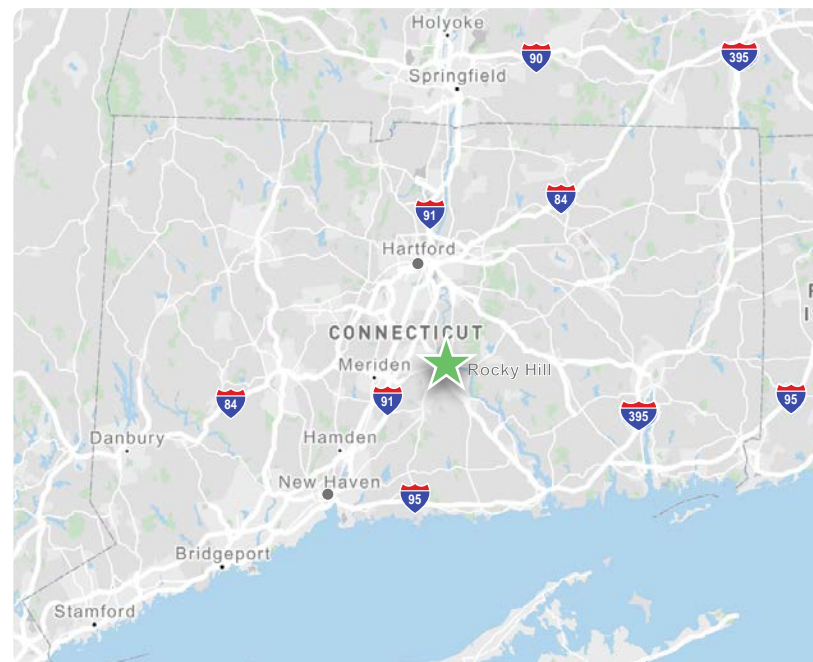 Holyoke
90
395
Springfield
84
91
Hartford
CONNECTICUT
Meriden
Rocky Hill
84
91
395
95
Danbury
Hamden
New Haven
95
Bridgeport
Stamford